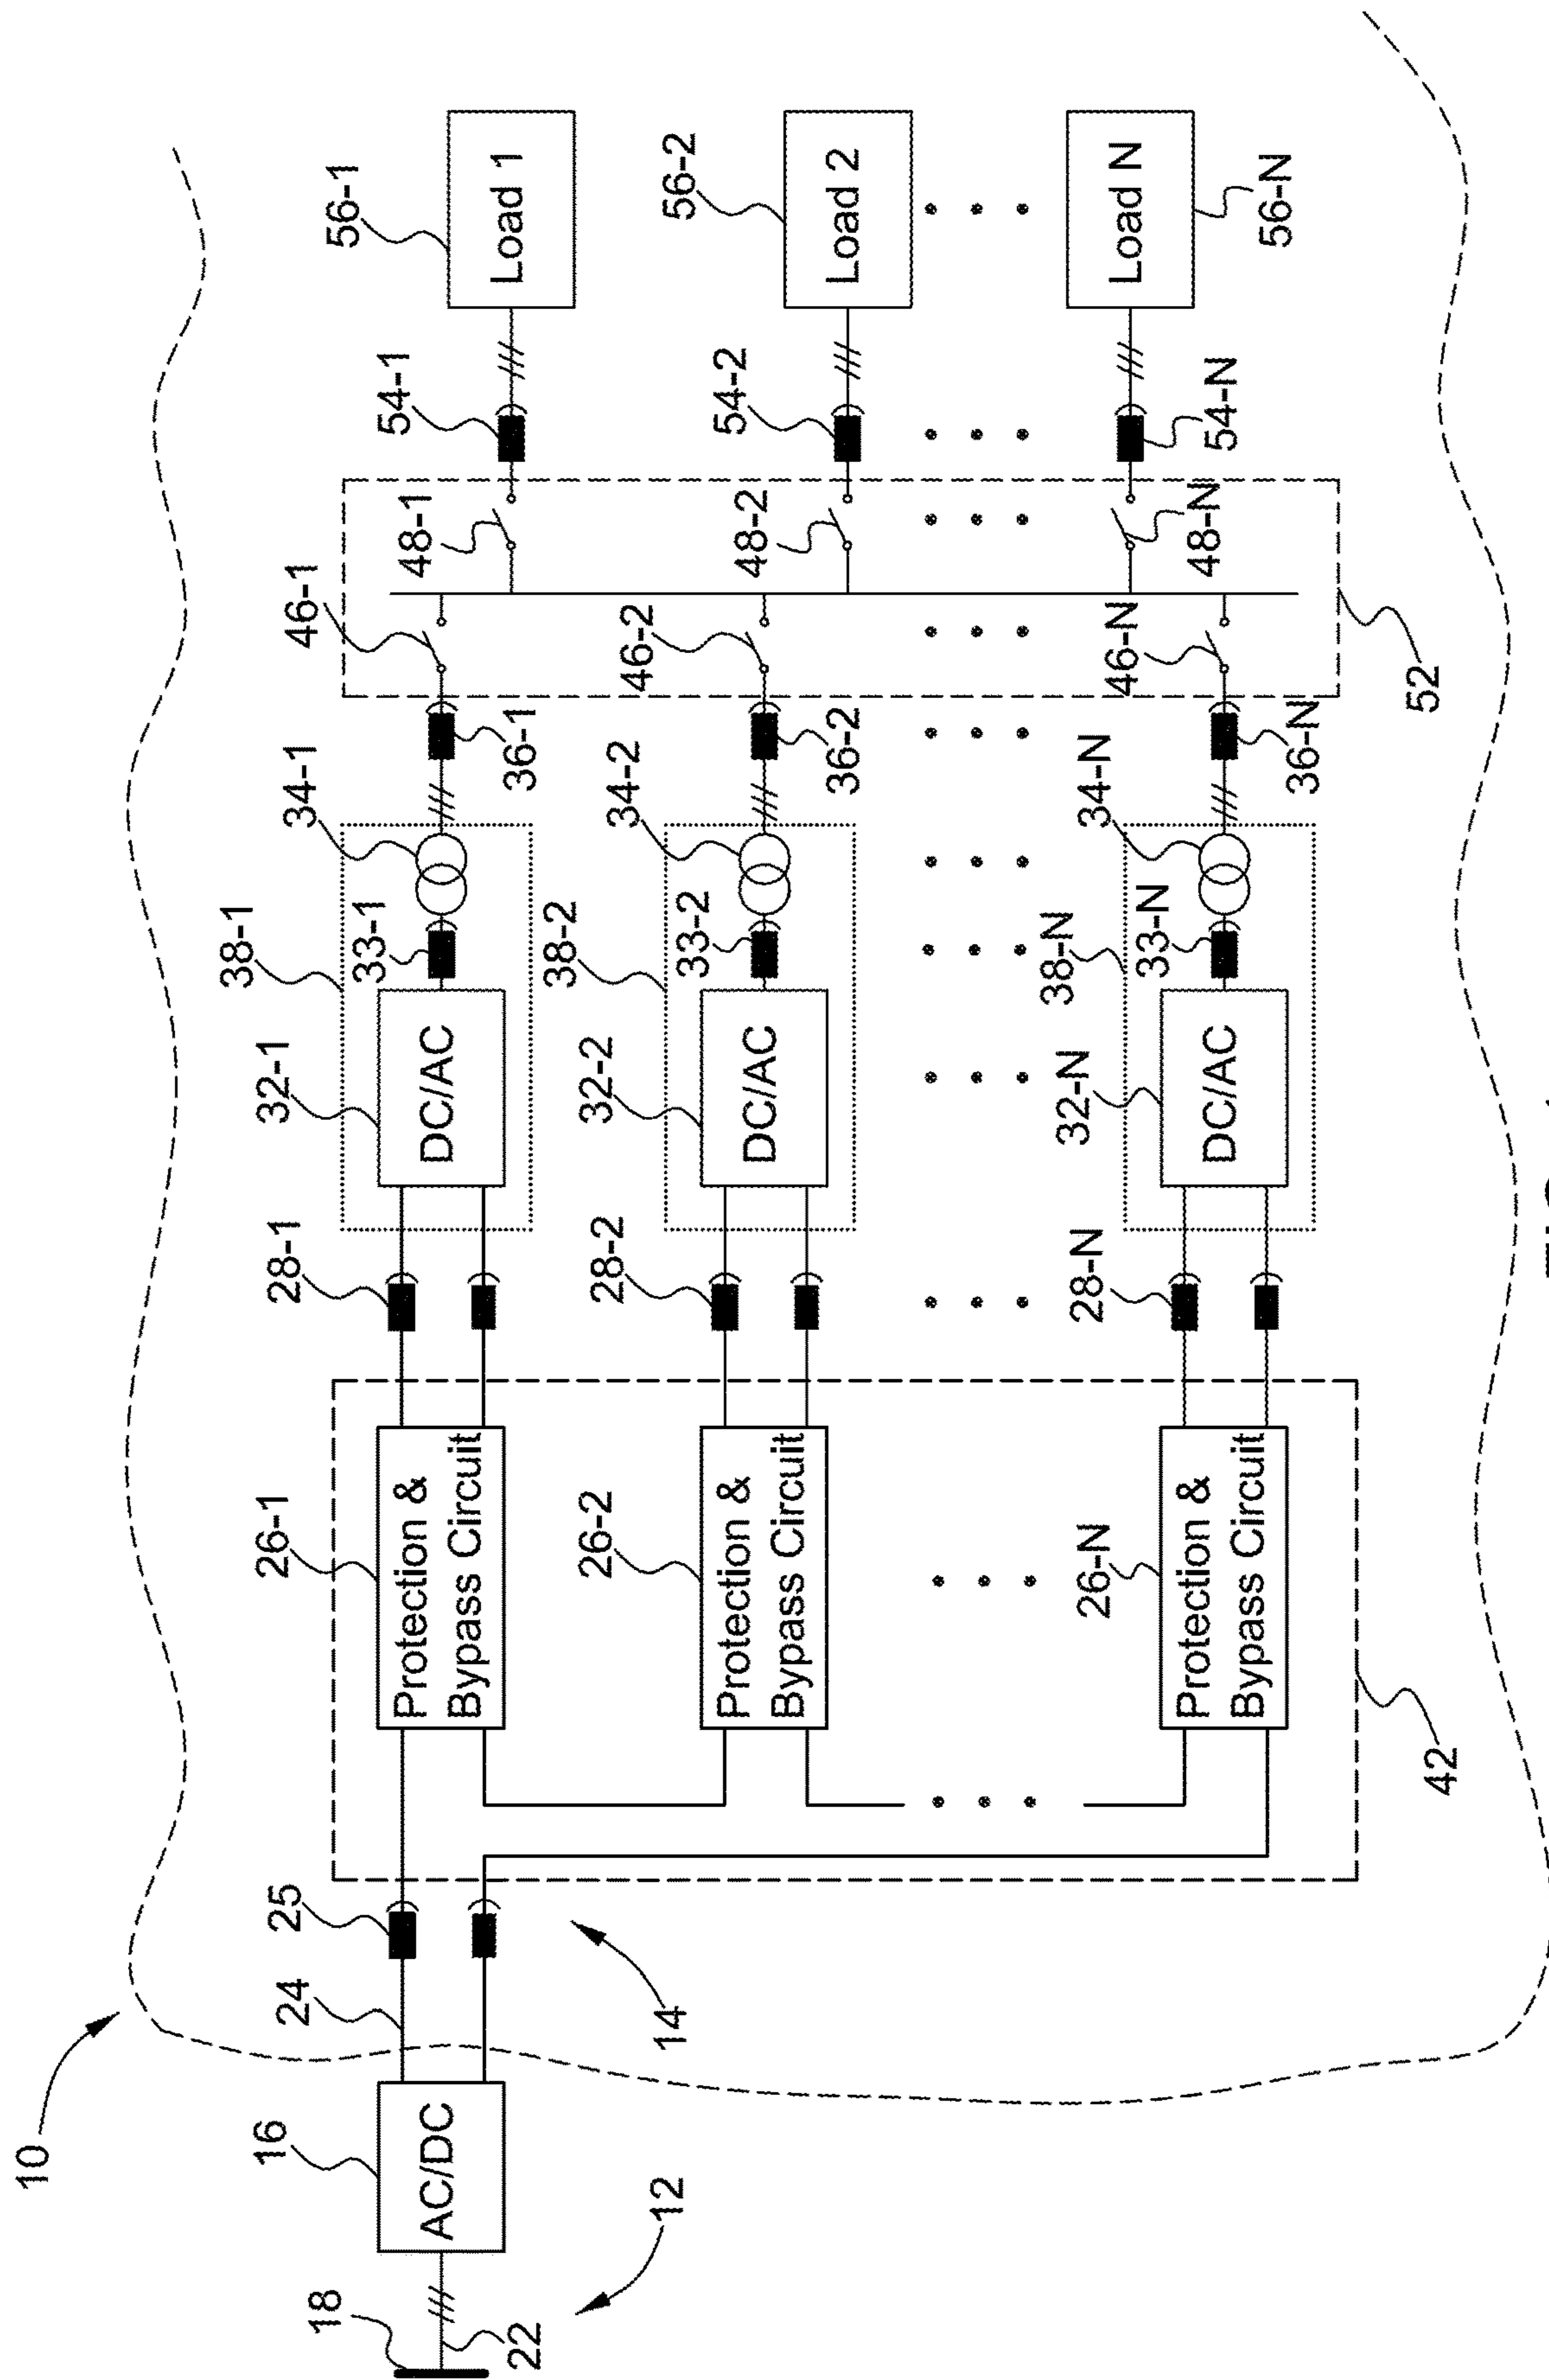 10
12
14
18
22
16
AC/DC
24
25
42
26-1
Protection &
Bypass Circuit
26-2
Protection &
Bypass Circuit
26-N
Protection &
Bypass Circuit
28-1
28-2
28-N
38-1
32-1
DC/AC
33-1
34-1
36-1
38-2
32-2
DC/AC
33-2
34-2
36-2
38-N
32-N
DC/AC
33-N
34-N
36-N
46-1
48-1
46-2
48-2
46-N
48-N
52
54-1
54-2
54-N
56-1
Load 1
56-2
Load 2
56-N
Load N